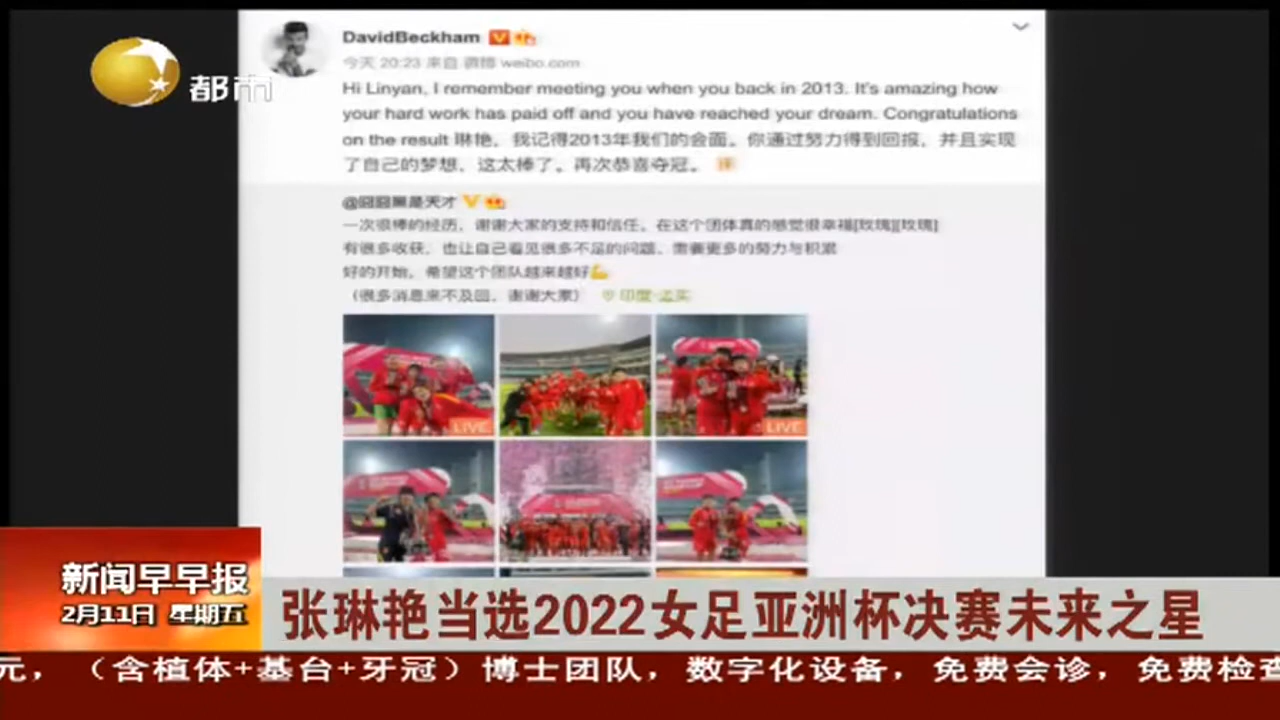 DavidBeckham
今天 20:23 来自 微博 weibo.com
都市
Hi Linyan, I remember meeting you when you back in 2013. It's amazing how
your hard work has paid off and you have reached your dream. Congratulations
on the result 琳艳，我记得2013年我们的会面。你通过努力得到回报，并且实现
了自己的梦想，这太棒了。再次恭喜夺冠。
@囧囧黑是天才
一次很棒的经历，谢谢大家的支持和信任。在这个团体真的感觉很幸福[玫瑰][玫瑰]
有很多收获，也让自己看见很多不足的问题，需要更多的努力与积累
好的开始，希望这个团队越来越好
（很多消息来不及回，谢谢大家） 印度·孟买
LIVE
LIVE
新闻早早报
2月11日 星期五
张琳艳当选2022女足亚洲杯决赛未来之星
元，（含植体+基台+牙冠）博士团队，数字化设备，免费会诊，免费检查